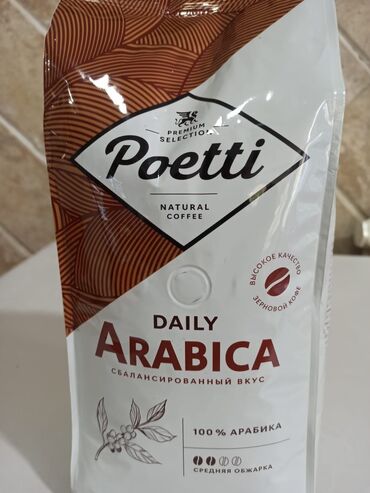 PREMIUM
SELECTION
Poetti
NATURAL
COFFEE
ВЫСОКОЕ КАЧЕСТВО
ЗЕРНОВОЙ КОФЕ
DAILY
ARABICA
СБАЛАНСИРОВАННЫЙ ВКУС
100% АРАБИКА
СРЕДНЯЯ ОБЖАРКА